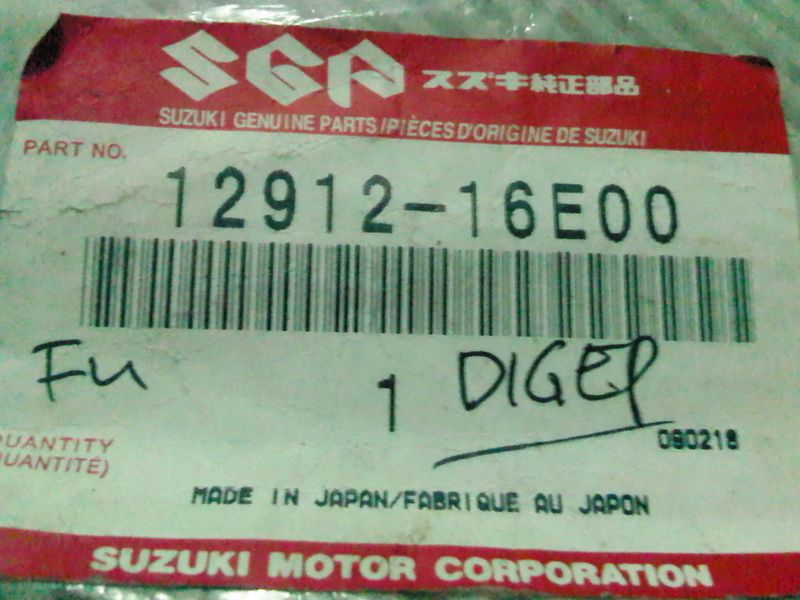 SGP スズキ純正部品
SUZUKI GENUINE PARTS/PIÈCES D'ORIGINE DE SUZUKI
PART NO.
12912-16E00
Fu 1 DIGEP
QUANTITY
QUANTITÉ)
090218
MADE IN JAPAN/FABRIQUE AU JAPON
SUZUKI MOTOR CORPORATION